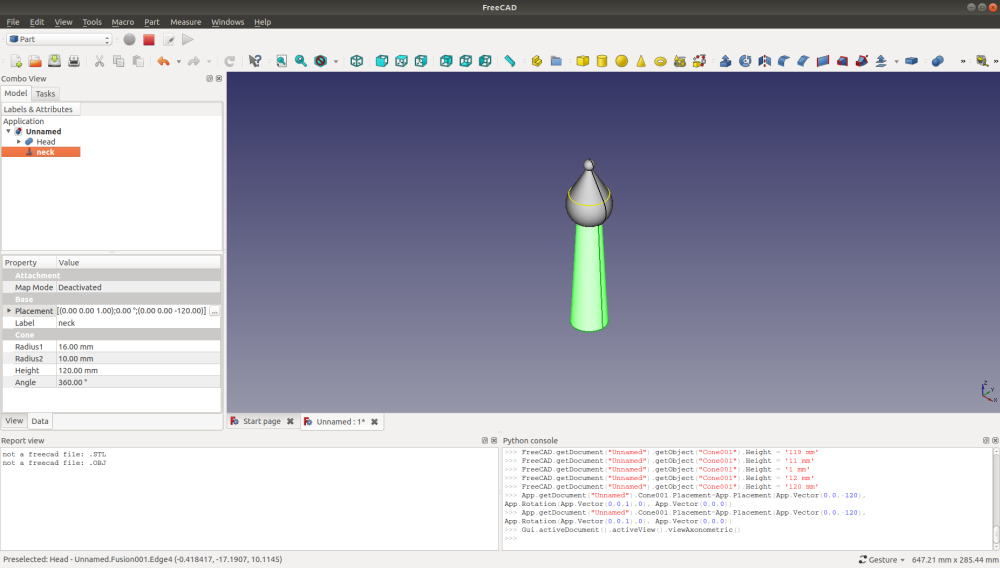 FreeCAD
File Edit View Tools Macro Part Measure Windows Help
Part
Combo View
Model Tasks
Labels & Attributes
Application
Unnamed
Head
neck
Property Value
Attachment
Map Mode Deactivated
Base
Placement [(0.00 0.00 1.00);0.00 °;(0.00 0.00 -120.00)] ...
Label neck
Cone
Radius1 16.00 mm
Radius2 10.00 mm
Height 120.00 mm
Angle 360.00 °
View Data
Start page Unnamed : 1*
Z
Y
X
Report view
not a freecad file: .STL
not a freecad file: .OBJ
Python console
>>> FreeCAD.getDocument("Unnamed").getObject("Cone001").Height = '119 mm'
>>> FreeCAD.getDocument("Unnamed").getObject("Cone001").Height = '11 mm'
>>> FreeCAD.getDocument("Unnamed").getObject("Cone001").Height = '1 mm'
>>> FreeCAD.getDocument("Unnamed").getObject("Cone001").Height = '12 mm'
>>> FreeCAD.getDocument("Unnamed").getObject("Cone001").Height = '120 mm'
>>> App.getDocument("Unnamed").Cone001.Placement=App.Placement(App.Vector(0,0,-120),
App.Rotation(App.Vector(0,0,1),0), App.Vector(0,0,0))
>>> App.getDocument("Unnamed").Cone001.Placement=App.Placement(App.Vector(0,0,-120),
App.Rotation(App.Vector(0,0,1),0), App.Vector(0,0,0))
>>> Gui.activeDocument().activeView().viewAxonometric()
>>>
Preselected: Head - Unnamed.Fusion001.Edge4 (-0.418417, -17.1907, 10.1145)
Gesture 647.21 mm x 285.44 mm